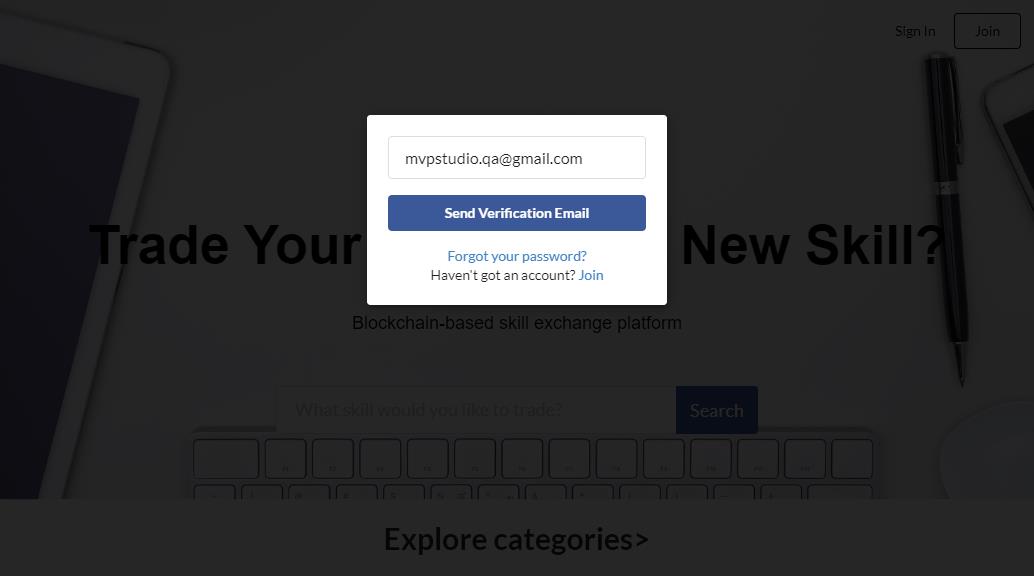 Sign In
Join
mvpstudio.qa@gmail.com
Send Verification Email
Forgot your password?
Haven't got an account? Join
Trade Your New Skill?
Blockchain-based skill exchange platform
What skill would you like to trade?
Search
Explore categories>